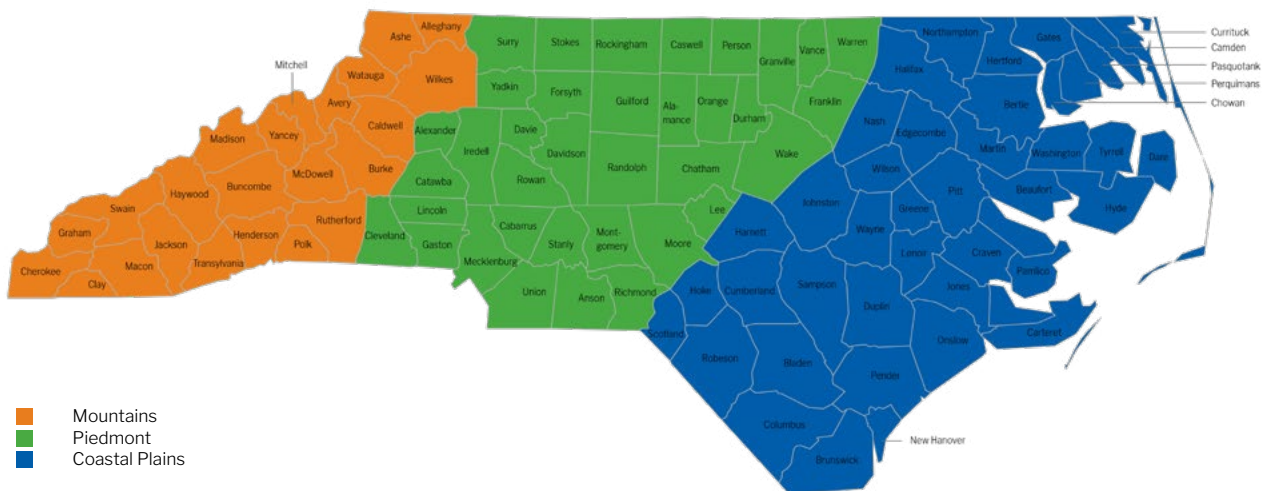 Alleghany
Ashe
Surry
Stokes
Rockingham
Caswell
Person
Vance
Warren
Granville
Northampton
Gates
Currituck
Camden
Pasquotank
Perquimans
Chowan
Mitchell
Watauga
Wilkes
Hertford
Halifax
Yadkin
Forsyth
Guilford
Ala-
mance
Orange
Durham
Franklin
Bertie
Avery
Caldwell
Alexander
Davie
Iredell
Davidson
Nash
Edgecombe
Madison
Yancey
Martin
Washington
Tyrrell
Dare
McDowell
Burke
Catawba
Rowan
Randolph
Chatham
Wake
Wilson
Haywood
Buncombe
Pitt
Beaufort
Hyde
Swain
Rutherford
Lincoln
Lee
Johnston
Greene
Graham
Jackson
Henderson
Polk
Cleveland
Gaston
Cabarrus
Stanly
Mont-
gomery
Moore
Harnett
Wayne
Lenoir
Craven
Pamlico
Cherokee
Macon
Transylvania
Mecklenburg
Clay
Union
Anson
Richmond
Hoke
Cumberland
Sampson
Duplin
Jones
Scotland
Carteret
Onslow
Robeson
Bladen
Pender
Columbus
New Hanover
Brunswick
Mountains
Piedmont
Coastal Plains